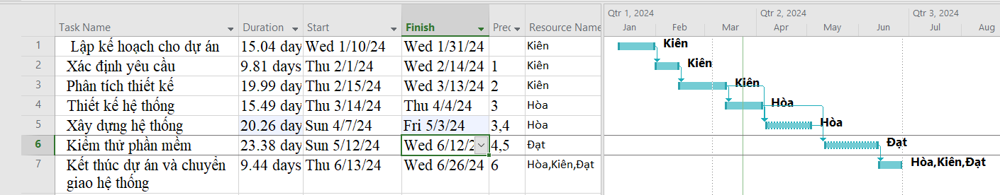 Qtr 1, 2024 Qtr 2, 2024 Qtr 3, 2024
Task Name Duration Start Finish Prec Resource Name Jan Feb Mar Apr May Jun Jul Aug
1 Lập kế hoạch cho dự án 15.04 day Wed 1/10/24 Wed 1/31/24 Kiên Kiên
2 Xác định yêu cầu 9.81 days Thu 2/1/24 Wed 2/14/24 1 Kiên Kiên
3 Phân tích thiết kế 19.99 day Thu 2/15/24 Wed 3/13/24 2 Kiên Kiên
4 Thiết kế hệ thống 15.49 day Thu 3/14/24 Thu 4/4/24 3 Hòa Hòa
5 Xây dựng hệ thống 20.26 day Sun 4/7/24 Fri 5/3/24 3,4 Hòa Hòa
6 Kiểm thử phần mềm 23.38 day Sun 5/12/24 Wed 6/12/2 4,5 Đạt Đạt
7 Kết thúc dự án và chuyển 9.44 days Thu 6/13/24 Wed 6/26/24 6 Hòa,Kiên,Đạt Hòa,Kiên,Đạt
giao hệ thống